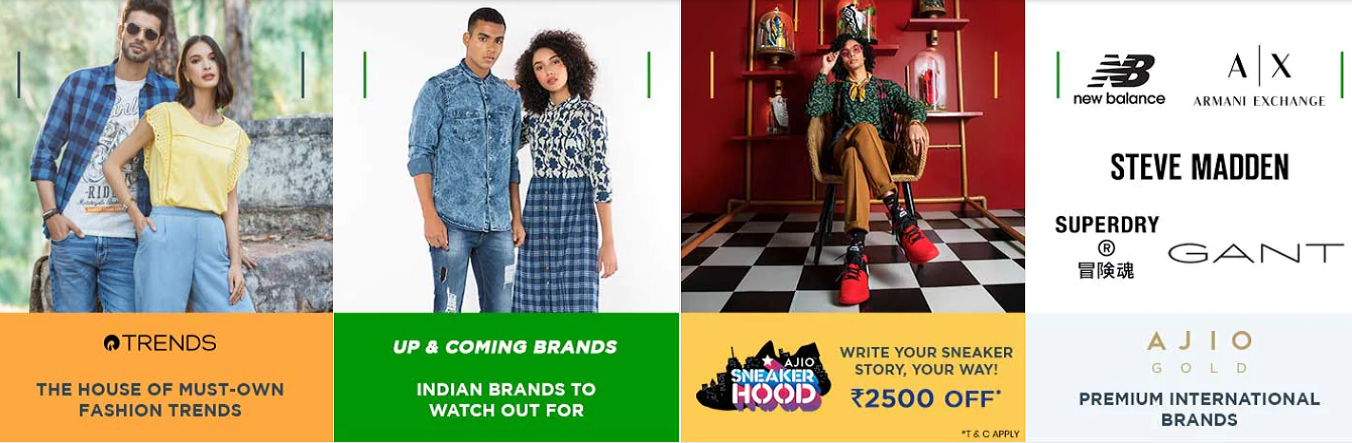 RIDE
TRENDS
THE HOUSE OF MUST-OWN
FASHION TRENDS
UP & COMING BRANDS
INDIAN BRANDS TO
WATCH OUT FOR
AJIO
SNEAKER
HOOD
WRITE YOUR SNEAKER
STORY, YOUR WAY!
₹2500 OFF*
*T & C APPLY
NB
new balance
A|X
ARMANI EXCHANGE
STEVE MADDEN
SUPERDRY
®
冒険魂
GANT
AJIO
GOLD
PREMIUM INTERNATIONAL
BRANDS